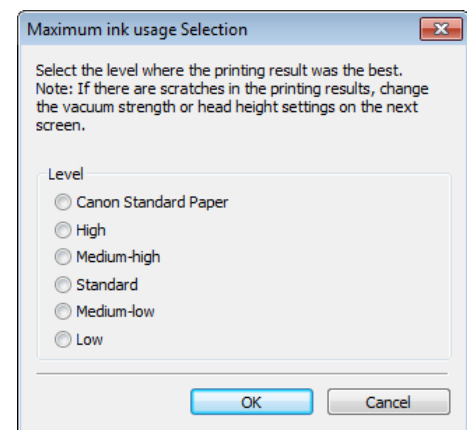 Maximum ink usage Selection
Select the level where the printing result was the best.
Note: If there are scratches in the printing results, change
the vacuum strength or head height settings on the next
screen.
Level
Canon Standard Paper
High
Medium-high
Standard
Medium-low
Low
OK Cancel